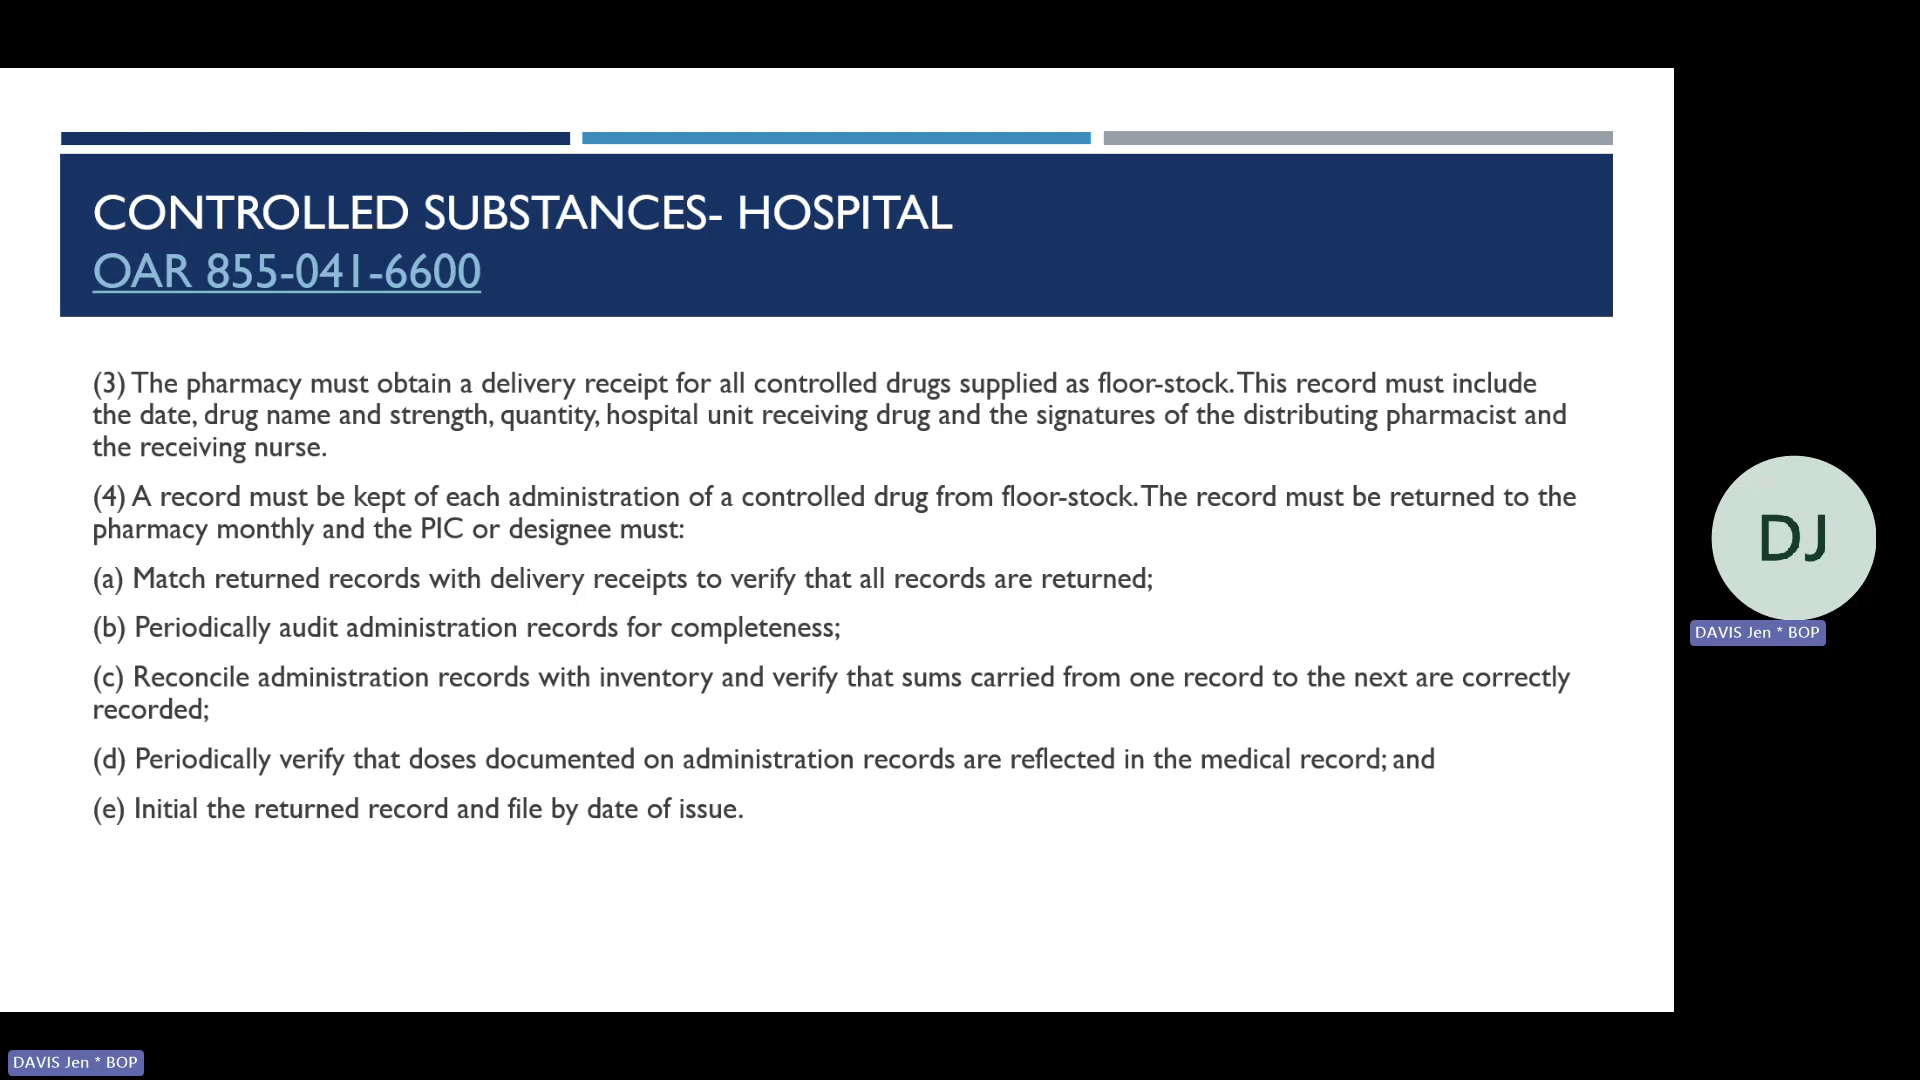 CONTROLLED SUBSTANCES- HOSPITAL
OAR 855-041-6600
(3) The pharmacy must obtain a delivery receipt for all controlled drugs supplied as floor-stock. This record must include
the date, drug name and strength, quantity, hospital unit receiving drug and the signatures of the distributing pharmacist and
the receiving nurse.
(4) A record must be kept of each administration of a controlled drug from floor-stock. The record must be returned to the
pharmacy monthly and the PIC or designee must:
(a) Match returned records with delivery receipts to verify that all records are returned;
(b) Periodically audit administration records for completeness;
(c) Reconcile administration records with inventory and verify that sums carried from one record to the next are correctly
recorded;
(d) Periodically verify that doses documented on administration records are reflected in the medical record; and
(e) Initial the returned record and file by date of issue.
DJ
DAVIS Jen * BOP
DAVIS Jen * BOP